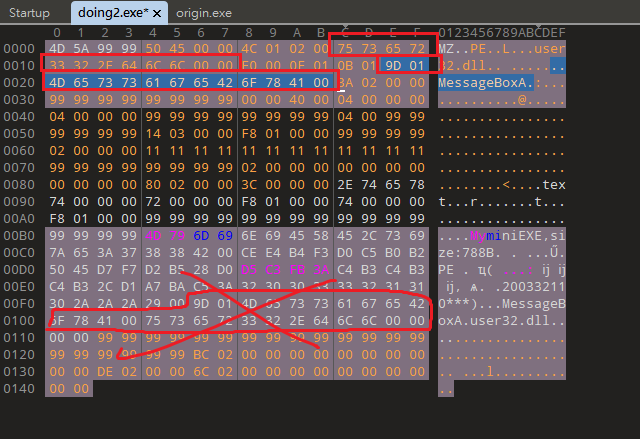 Startup doing2.exe* × origin.exe
0 1 2 3 4 5 6 7 8 9 A B C D E F 0123456789ABCDEF
0000 4D 5A 99 99 50 45 00 00 4C 01 02 00 75 73 65 72 MZ..PE..L...user
0010 33 32 2E 64 6C 6C 00 00 E0 00 0F 01 0B 01 9D 01 32.dll..........
0020 4D 65 73 73 61 67 65 42 6F 78 41 00 3A 02 00 00 MessageBoxA.:...
0030 99 99 99 99 99 99 99 99 00 00 40 00 04 00 00 00 ..........@.....
0040 04 00 00 00 99 99 99 99 99 99 99 99 04 00 99 99 ................
0050 99 99 99 99 14 03 00 00 F8 01 00 00 99 99 99 99 ................
0060 02 00 00 00 11 11 11 11 11 11 11 11 11 11 11 11 ................
0070 99 99 99 99 99 99 99 99 02 00 00 00 00 00 00 00 ................
0080 00 00 00 00 80 02 00 00 3C 00 00 00 2E 74 65 78 ........<....tex
0090 74 00 00 00 72 00 00 00 F8 01 00 00 74 00 00 00 t...r.......t...
00A0 F8 01 00 00 99 99 99 99 99 99 99 99 99 99 99 99 ................
00B0 99 99 99 99 4D 79 6D 69 6E 69 45 58 45 2C 73 69 ....MyminiEXE,si
00C0 7A 65 3A 37 38 38 42 00 CE E4 B4 F3 D0 C5 B0 B2 ze:788B.
00D0 50 45 D7 F7 D2 B5 28 D0 D5 C3 FB 3A C4 B3 C4 B3 PE
00E0 C4 B3 2C D1 A7 BA C5 3A 32 30 30 33 33 32 31 31 20033211
00F0 30 2A 2A 2A 29 00 9D 01 4D 65 73 73 61 67 65 42 0***)...MessageB
0100 6F 78 41 00 75 73 65 72 33 32 2E 64 6C 6C 00 00 oxA.user32.dll..
0110 00 00 99 99 99 99 99 99 99 99 99 99 99 99 99 99 ................
0120 99 99 99 99 99 99 BC 02 00 00 00 00 00 00 00 00 ................
0130 00 00 DE 02 00 00 6C 02 00 00 00 00 00 00 00 00 ......l.........
0140 00 00 ..